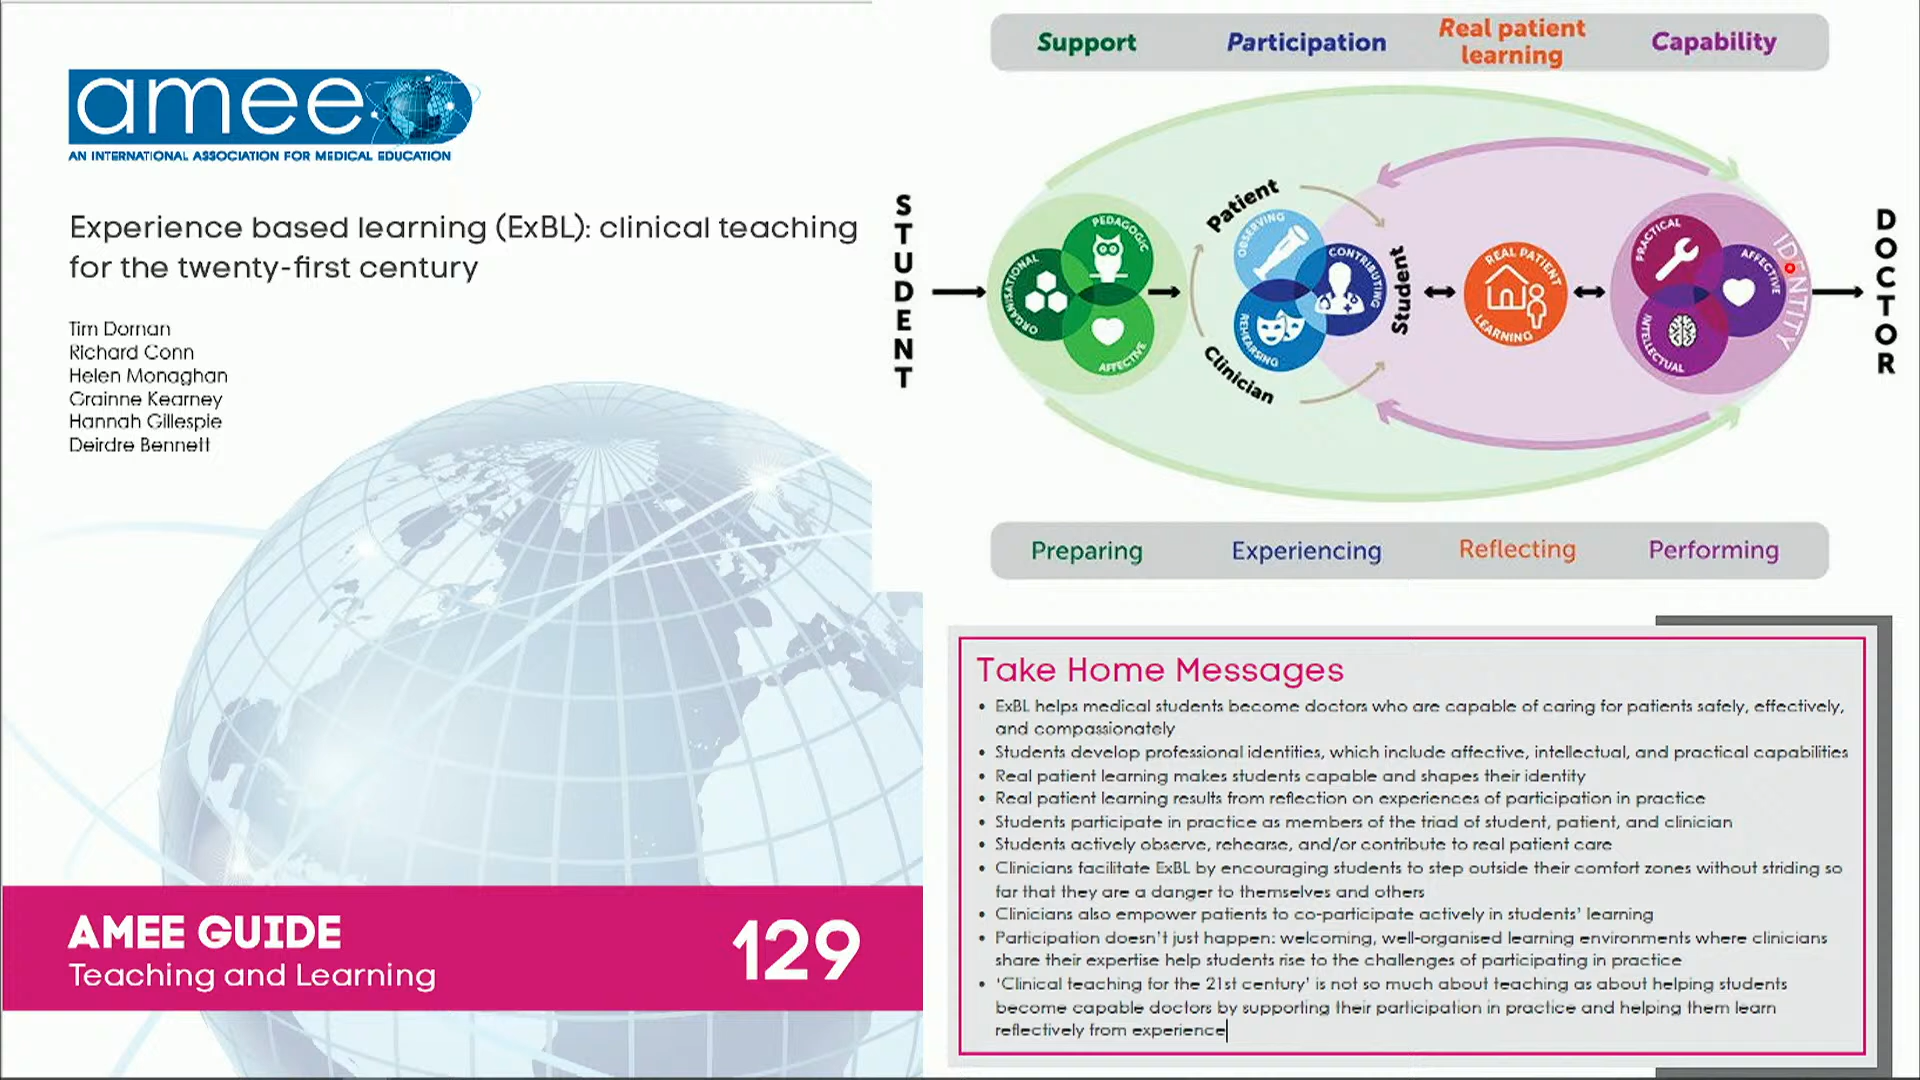 amee
AN INTERNATIONAL ASSOCIATION FOR MEDICAL EDUCATION
Experience based learning (ExBL): clinical teaching
for the twenty-first century
Tim Dornan
Richard Conn
Helen Monaghan
Grainne Kearney
Hannah Gillespie
Deirdre Bennett
AMEE GUIDE
Teaching and Learning
129
Support
Participation
Real patient
learning
Capability
STUDENT
ORGANISATIONAL
PEDAGOGIC
AFFECTIVE
Patient
Clinician
Student
OBSERVING
CONTRIBUTING
REHEARSING
REAL PATIENT
LEARNING
PRACTICAL
AFFECTIVE
INTELLECTUAL
IDENTITY
DOCTOR
Preparing
Experiencing
Reflecting
Performing
Take Home Messages
• ExBL helps medical students become doctors who are capable of caring for patients safely, effectively,
and compassionately
• Students develop professional identities, which include affective, intellectual, and practical capabilities
• Real patient learning makes students capable and shapes their identity
• Real patient learning results from reflection on experiences of participation in practice
• Students participate in practice as members of the triad of student, patient, and clinician
• Students actively observe, rehearse, and/or contribute to real patient care
• Clinicians facilitate ExBL by encouraging students to step outside their comfort zones without striding so
far that they are a danger to themselves and others
• Clinicians also empower patients to co-participate actively in students' learning
• Participation doesn't just happen: welcoming, well-organised learning environments where clinicians
share their expertise help students rise to the challenges of participating in practice
• 'Clinical teaching for the 21st century' is not so much about teaching as about helping students
become capable doctors by supporting their participation in practice and helping them learn
reflectively from experience